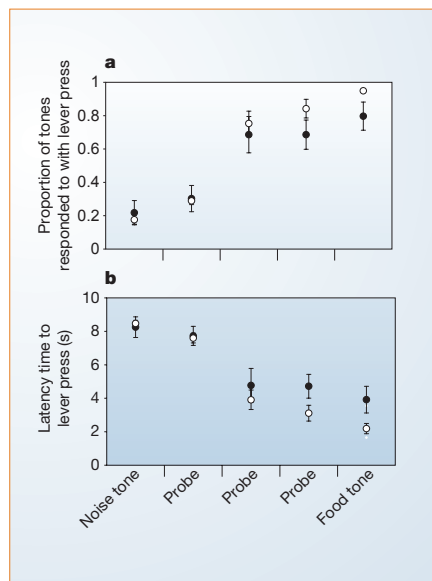 a
Proportion of tones
responded to with lever press
1
0.8
0.6
0.4
0.2
0
b
Latency time to
lever press (s)
10
8
6
4
2
0
Noise tone
Probe
Probe
Probe
Food tone